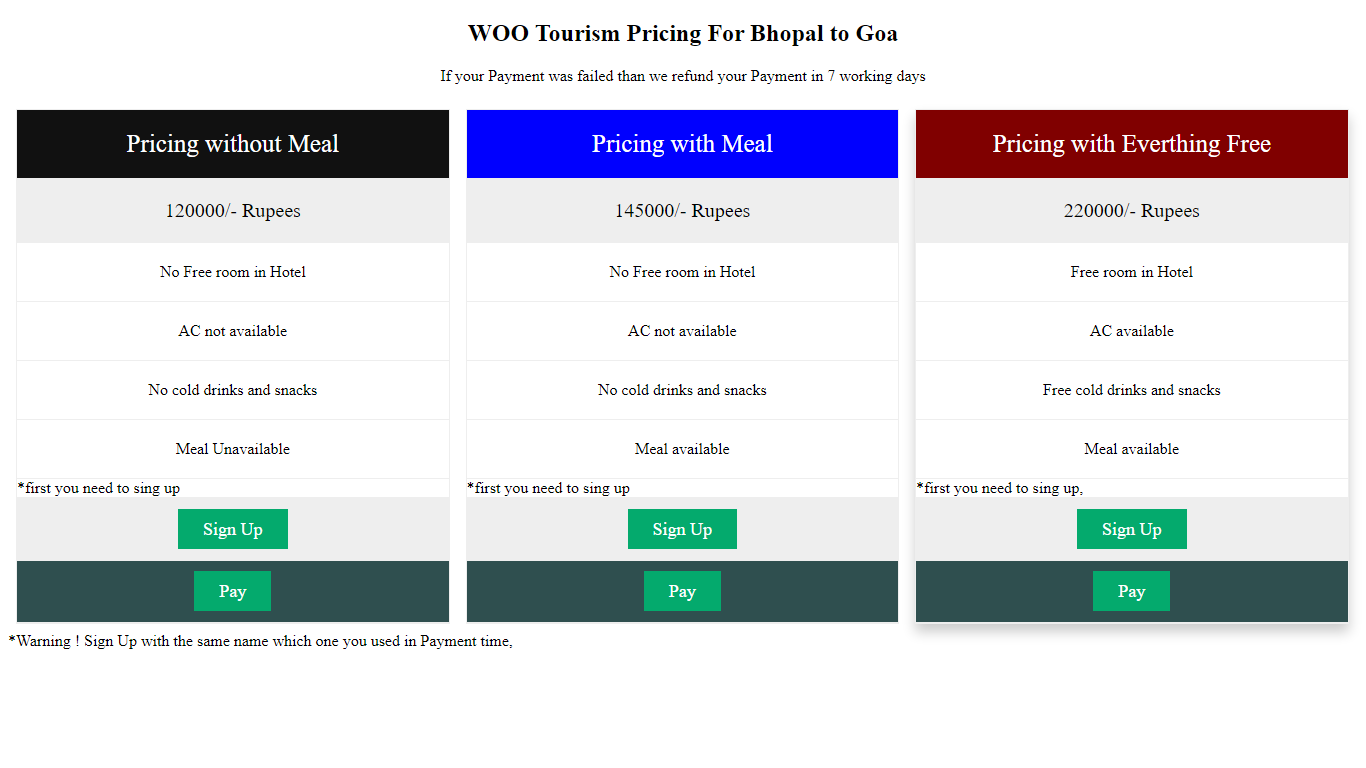 WOO Tourism Pricing For Bhopal to Goa
If your Payment was failed than we refund your Payment in 7 working days
Pricing without Meal
120000/- Rupees
No Free room in Hotel
AC not available
No cold drinks and snacks
Meal Unavailable
*first you need to sing up
Sign Up
Pay
Pricing with Meal
145000/- Rupees
No Free room in Hotel
AC not available
No cold drinks and snacks
Meal available
*first you need to sing up
Sign Up
Pay
Pricing with Everthing Free
220000/- Rupees
Free room in Hotel
AC available
Free cold drinks and snacks
Meal available
*first you need to sing up,
Sign Up
Pay
*Warning ! Sign Up with the same name which one you used in Payment time,